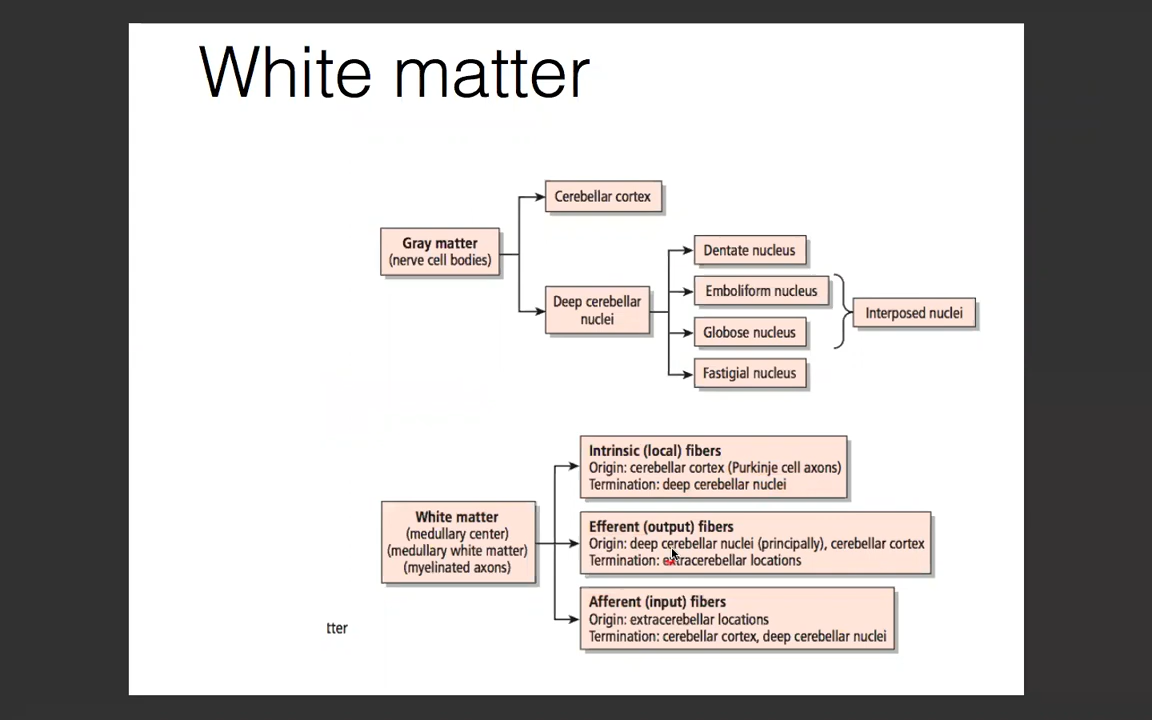 White matter
Cerebellar cortex
Gray matter
(nerve cell bodies)
Deep cerebellar
nuclei
Dentate nucleus
Emboliform nucleus
Globose nucleus
Fastigial nucleus
Interposed nuclei
White matter
(medullary center)
(medullary white matter)
(myelinated axons)
Intrinsic (local) fibers
Origin: cerebellar cortex (Purkinje cell axons)
Termination: deep cerebellar nuclei
Efferent (output) fibers
Origin: deep cerebellar nuclei (principally), cerebellar cortex
Termination: extracerebellar locations
Afferent (input) fibers
Origin: extracerebellar locations
Termination: cerebellar cortex, deep cerebellar nuclei
tter